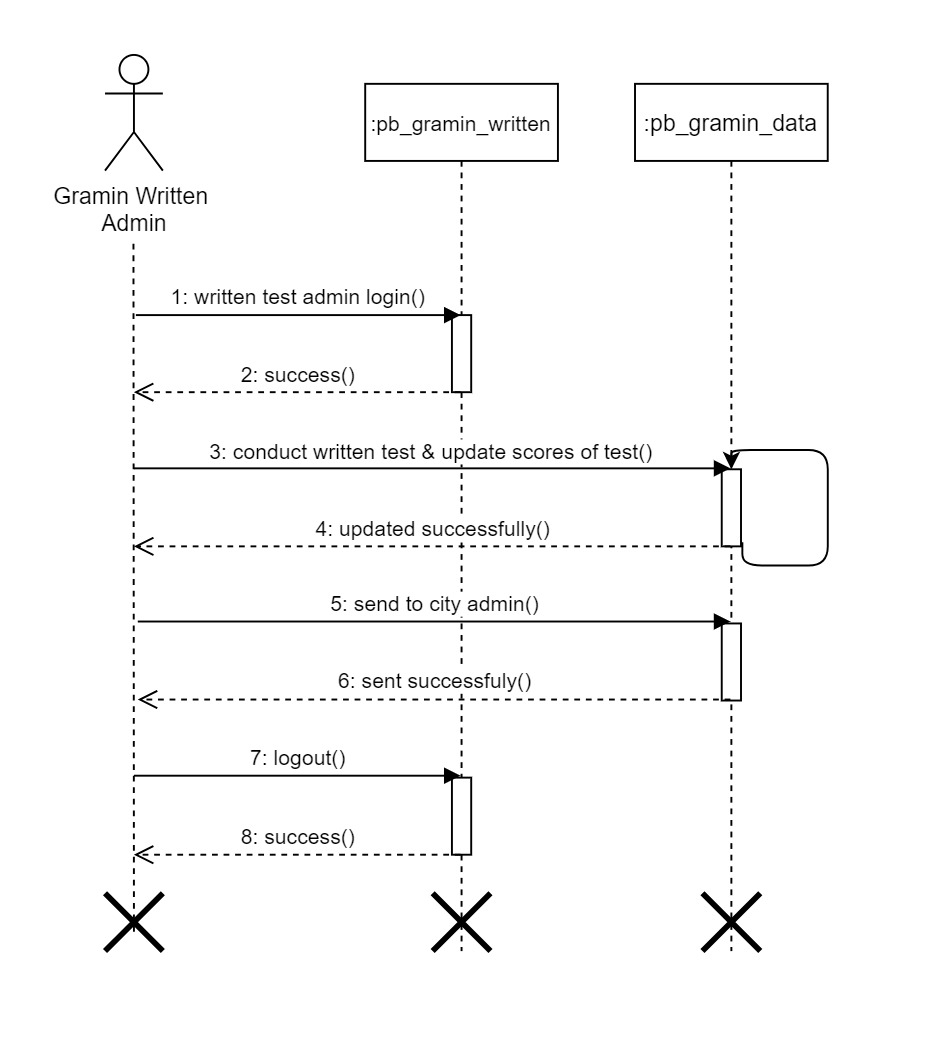 :pb_gramin_written
:pb_gramin_data
Gramin Written
Admin
1: written test admin login()
2: success()
3: conduct written test & update scores of test()
4: updated successfully()
5: send to city admin()
6: sent successfuly()
7: logout()
8: success()